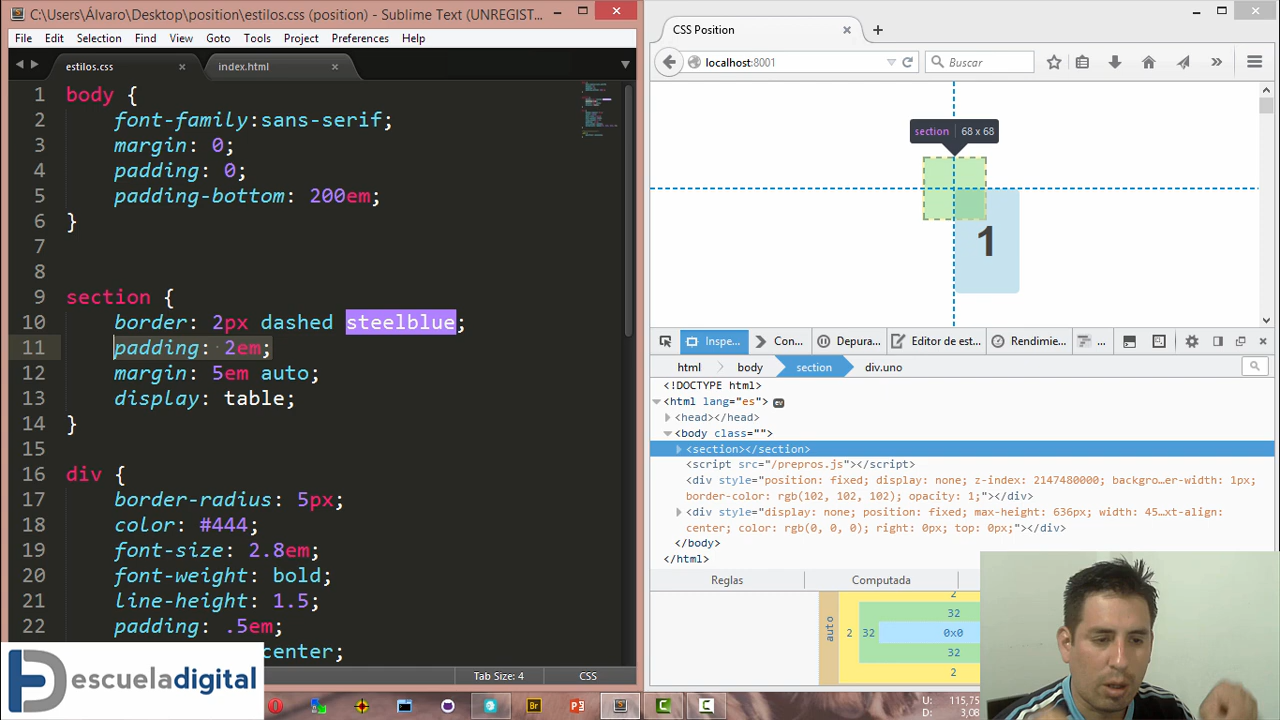 C:\Users\Álvaro\Desktop\position\estilos.css (position) - Sublime Text (UNREGIST...
File Edit Selection Find View Goto Tools Project Preferences Help
estilos.css × index.html ×
1 body {
2 font-family:sans-serif;
3 margin: 0;
4 padding: 0;
5 padding-bottom: 200em;
6 }
7
8
9 section {
10 border: 2px dashed steelblue;
11 padding: 2em;
12 margin: 5em auto;
13 display: table;
14 }
15
16 div {
17 border-radius: 5px;
18 color: #444;
19 font-size: 2.8em;
20 font-weight: bold;
21 line-height: 1.5;
22 padding: .5em;
center;
Tab Size: 4 CSS
escueladigital
CSS Position
localhost:8001
Buscar
section 68 x 68
1
Inspe... Con... Depura... Editor de est... Rendimie... ...
html body section div.uno
<!DOCTYPE html>
<html lang="es"> ev
<head></head>
<body class="">
<section></section>
<script src="/prepros.js"></script>
<div style="position: fixed; display: none; z-index: 2147480000; backgro…er-width: 1px;
border-color: rgb(102, 102, 102); opacity: 1;"></div>
<div style="display: none; position: fixed; max-height: 636px; width: 45…xt-align:
center; color: rgb(0, 0, 0); right: 0px; top: 0px;"></div>
</body>
</html>
Reglas Computada
2
32
auto 2 32 0x0
32
2
Br
U: 115,75
D: 3,08